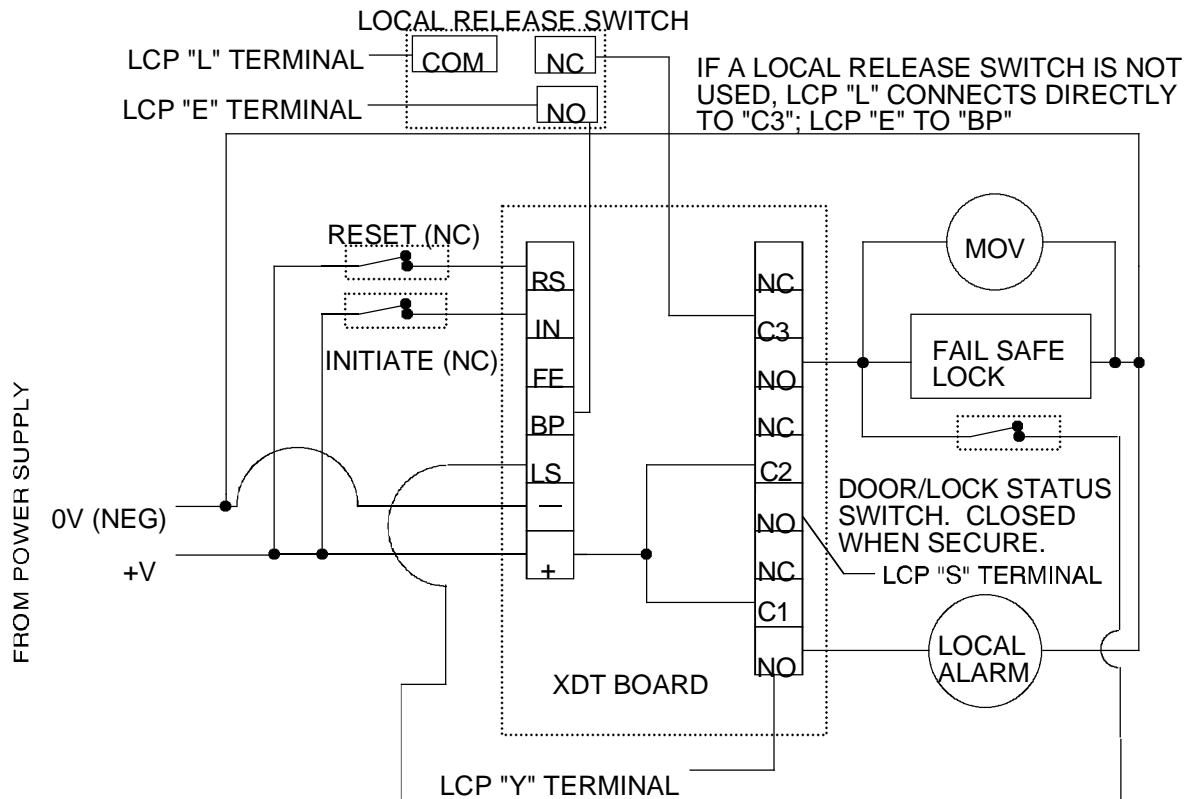 LOCAL RELEASE SWITCH
LCP "L" TERMINAL
COM
NC
LCP "E" TERMINAL
NO
IF A LOCAL RELEASE SWITCH IS NOT
USED, LCP "L" CONNECTS DIRECTLY
TO "C3"; LCP "E" TO "BP"
RESET (NC)
INITIATE (NC)
RS
IN
FE
BP
LS
—
+
NC
C3
NO
NC
C2
NO
NC
C1
NO
MOV
FAIL SAFE
LOCK
DOOR/LOCK STATUS
SWITCH. CLOSED
WHEN SECURE.
LCP "S" TERMINAL
LOCAL
ALARM
FROM POWER SUPPLY
0V (NEG)
+V
XDT BOARD
LCP "Y" TERMINAL